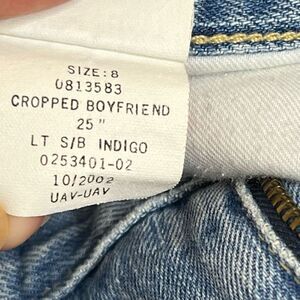 SIZE:8
0813583
CROPPED BOYFRIEND
25"
LT S/B INDIGO
0253401-02
10/2002
UAV-UAV